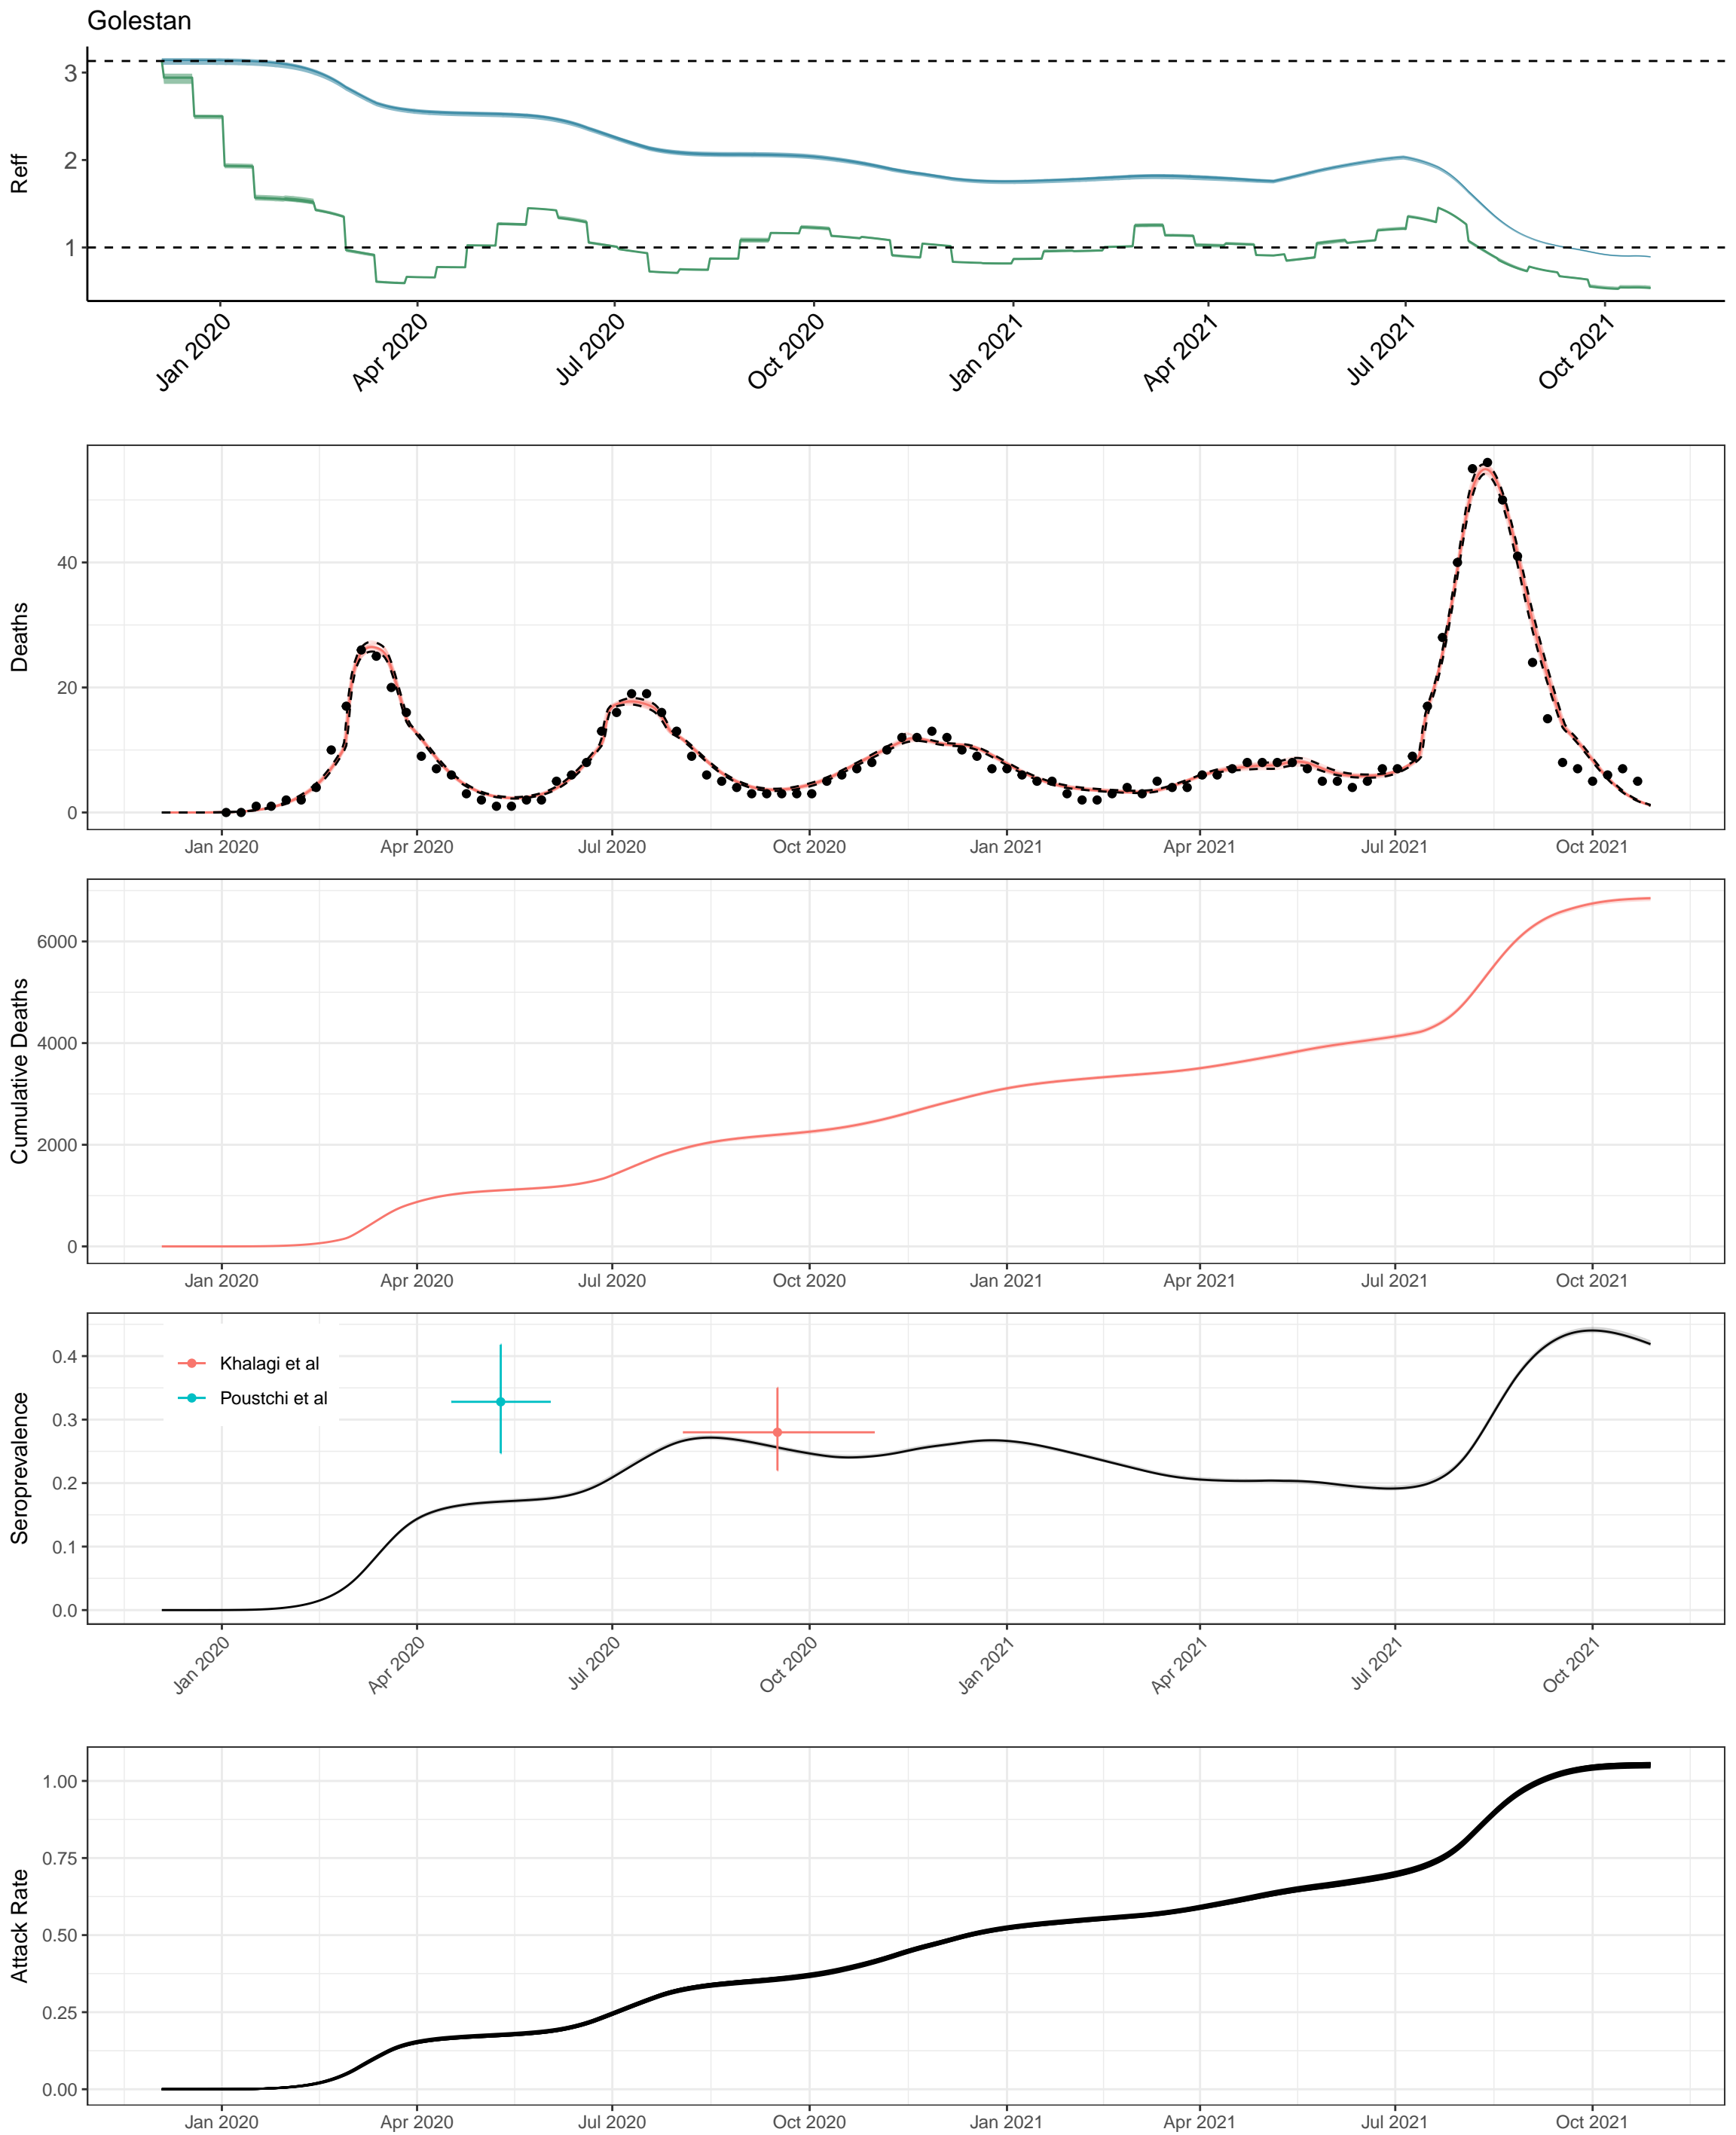 Golestan
Reff
3
2
1
Jan 2020 Apr 2020 Jul 2020 Oct 2020 Jan 2021 Apr 2021 Jul 2021 Oct 2021
Deaths
40
20
0
Jan 2020 Apr 2020 Jul 2020 Oct 2020 Jan 2021 Apr 2021 Jul 2021 Oct 2021
Cumulative Deaths
6000
4000
2000
0
Jan 2020 Apr 2020 Jul 2020 Oct 2020 Jan 2021 Apr 2021 Jul 2021 Oct 2021
Seroprevalence
0.4
0.3
0.2
0.1
0.0
Khalagi et al
Poustchi et al
Jan 2020 Apr 2020 Jul 2020 Oct 2020 Jan 2021 Apr 2021 Jul 2021 Oct 2021
Attack Rate
1.00
0.75
0.50
0.25
0.00
Jan 2020 Apr 2020 Jul 2020 Oct 2020 Jan 2021 Apr 2021 Jul 2021 Oct 2021